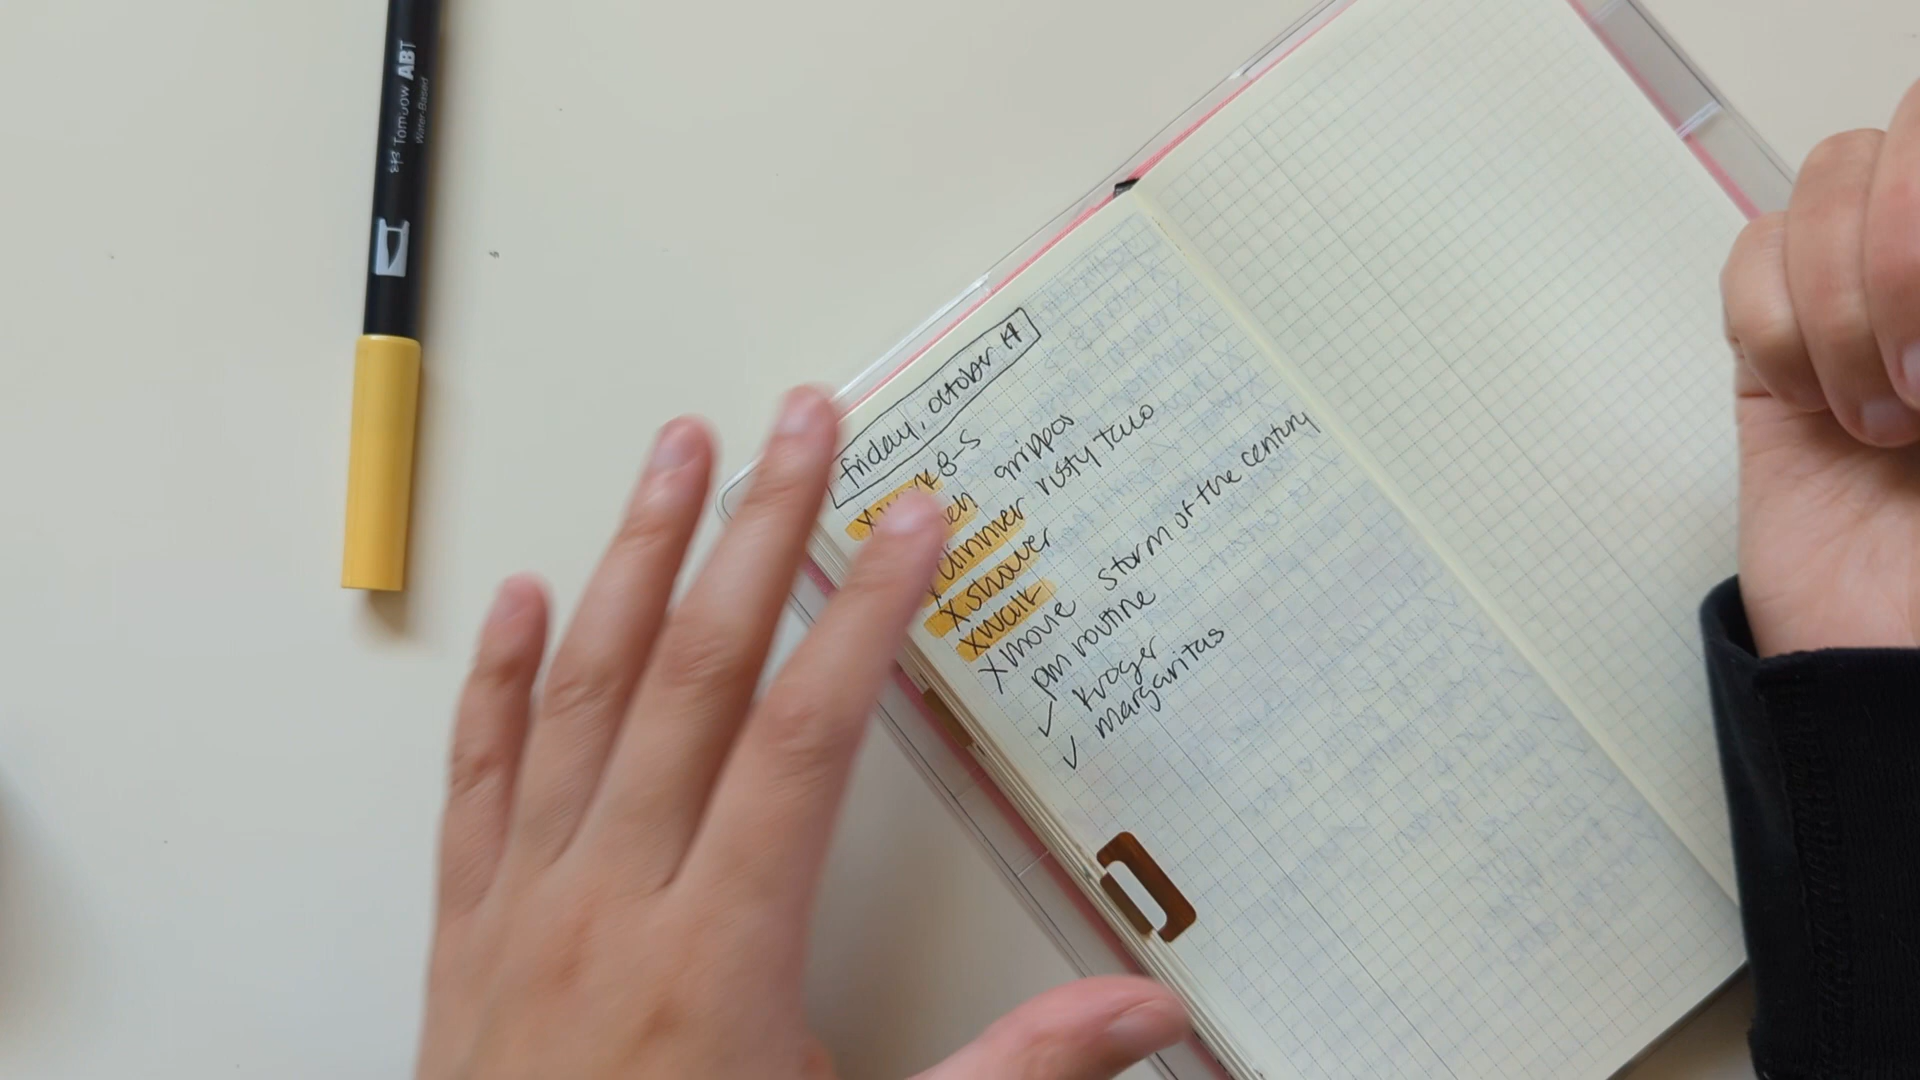 Tombow ABT
Water-Based
friday, october 14
8-5
grippos
x dinner rusty taco
x shower
x walk
x movie storm of the century
pm routine
✓ kroger
✓ margaritas